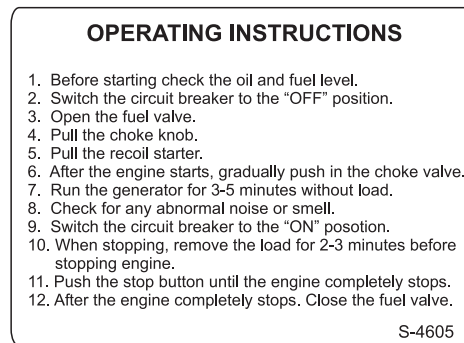 OPERATING INSTRUCTIONS
1. Before starting check the oil and fuel level.
2. Switch the circuit breaker to the “OFF” position.
3. Open the fuel valve.
4. Pull the choke knob.
5. Pull the recoil starter.
6. After the engine starts, gradually push in the choke valve.
7. Run the generator for 3-5 minutes without load.
8. Check for any abnormal noise or smell.
9. Switch the circuit breaker to the “ON” posotion.
10. When stopping, remove the load for 2-3 minutes before
stopping engine.
11. Push the stop button until the engine completely stops.
12. After the engine completely stops. Close the fuel valve.
S-4605